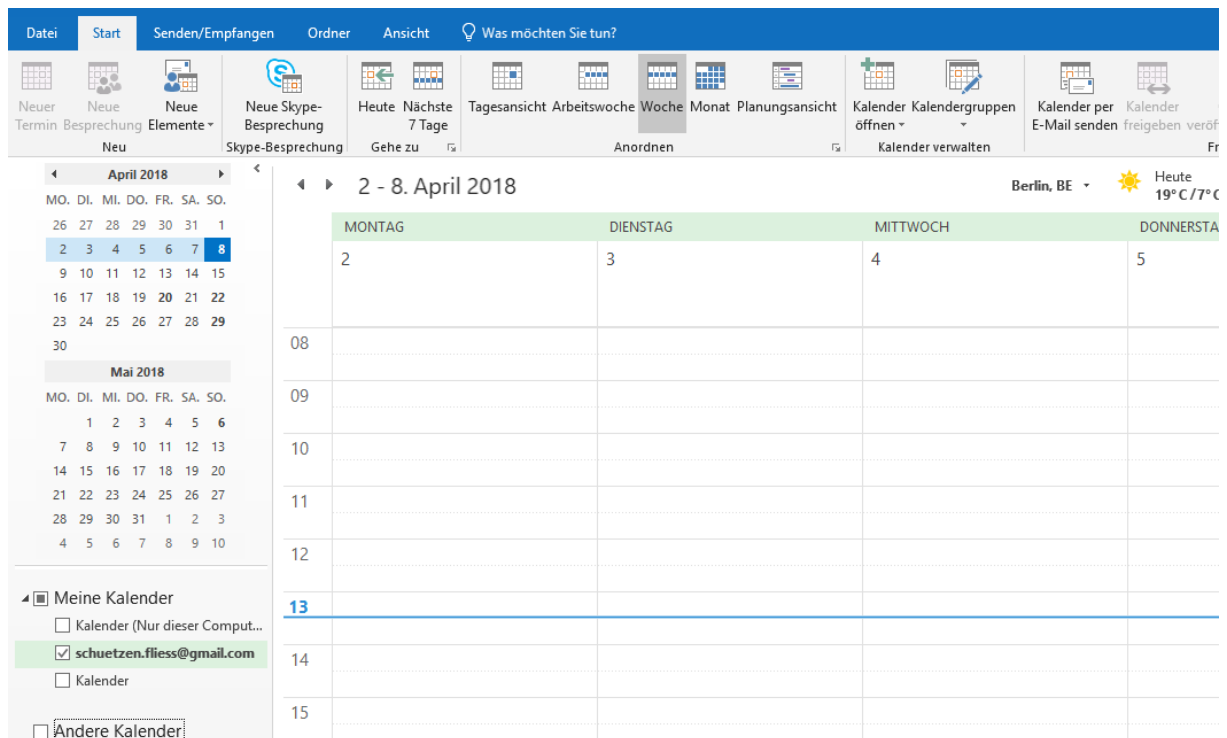 Datei Start Senden/Empfangen Ordner Ansicht Was möchten Sie tun?
Neuer Termin
Neue Besprechung
Neue Elemente
Neu
Neue Skype-Besprechung
Skype-Besprechung
Heute
Nächste 7 Tage
Gehe zu
Tagesansicht Arbeitswoche Woche Monat Planungsansicht
Anordnen
Kalender öffnen
Kalendergruppen
Kalender verwalten
Kalender per E-Mail senden
Kalender freigeben
April 2018
MO. DI. MI. DO. FR. SA. SO.
26 27 28 29 30 31 1
2 3 4 5 6 7 8
9 10 11 12 13 14 15
16 17 18 19 20 21 22
23 24 25 26 27 28 29
30
Mai 2018
MO. DI. MI. DO. FR. SA. SO.
1 2 3 4 5 6
7 8 9 10 11 12 13
14 15 16 17 18 19 20
21 22 23 24 25 26 27
28 29 30 31 1 2 3
4 5 6 7 8 9 10
Meine Kalender
Kalender (Nur dieser Comput...
schuetzen.fliess@gmail.com
Kalender
Andere Kalender
2 - 8. April 2018
Berlin, BE
Heute
19°C/7°C
MONTAG DIENSTAG MITTWOCH DONNERSTA
2 3 4 5
08
09
10
11
12
13
14
15